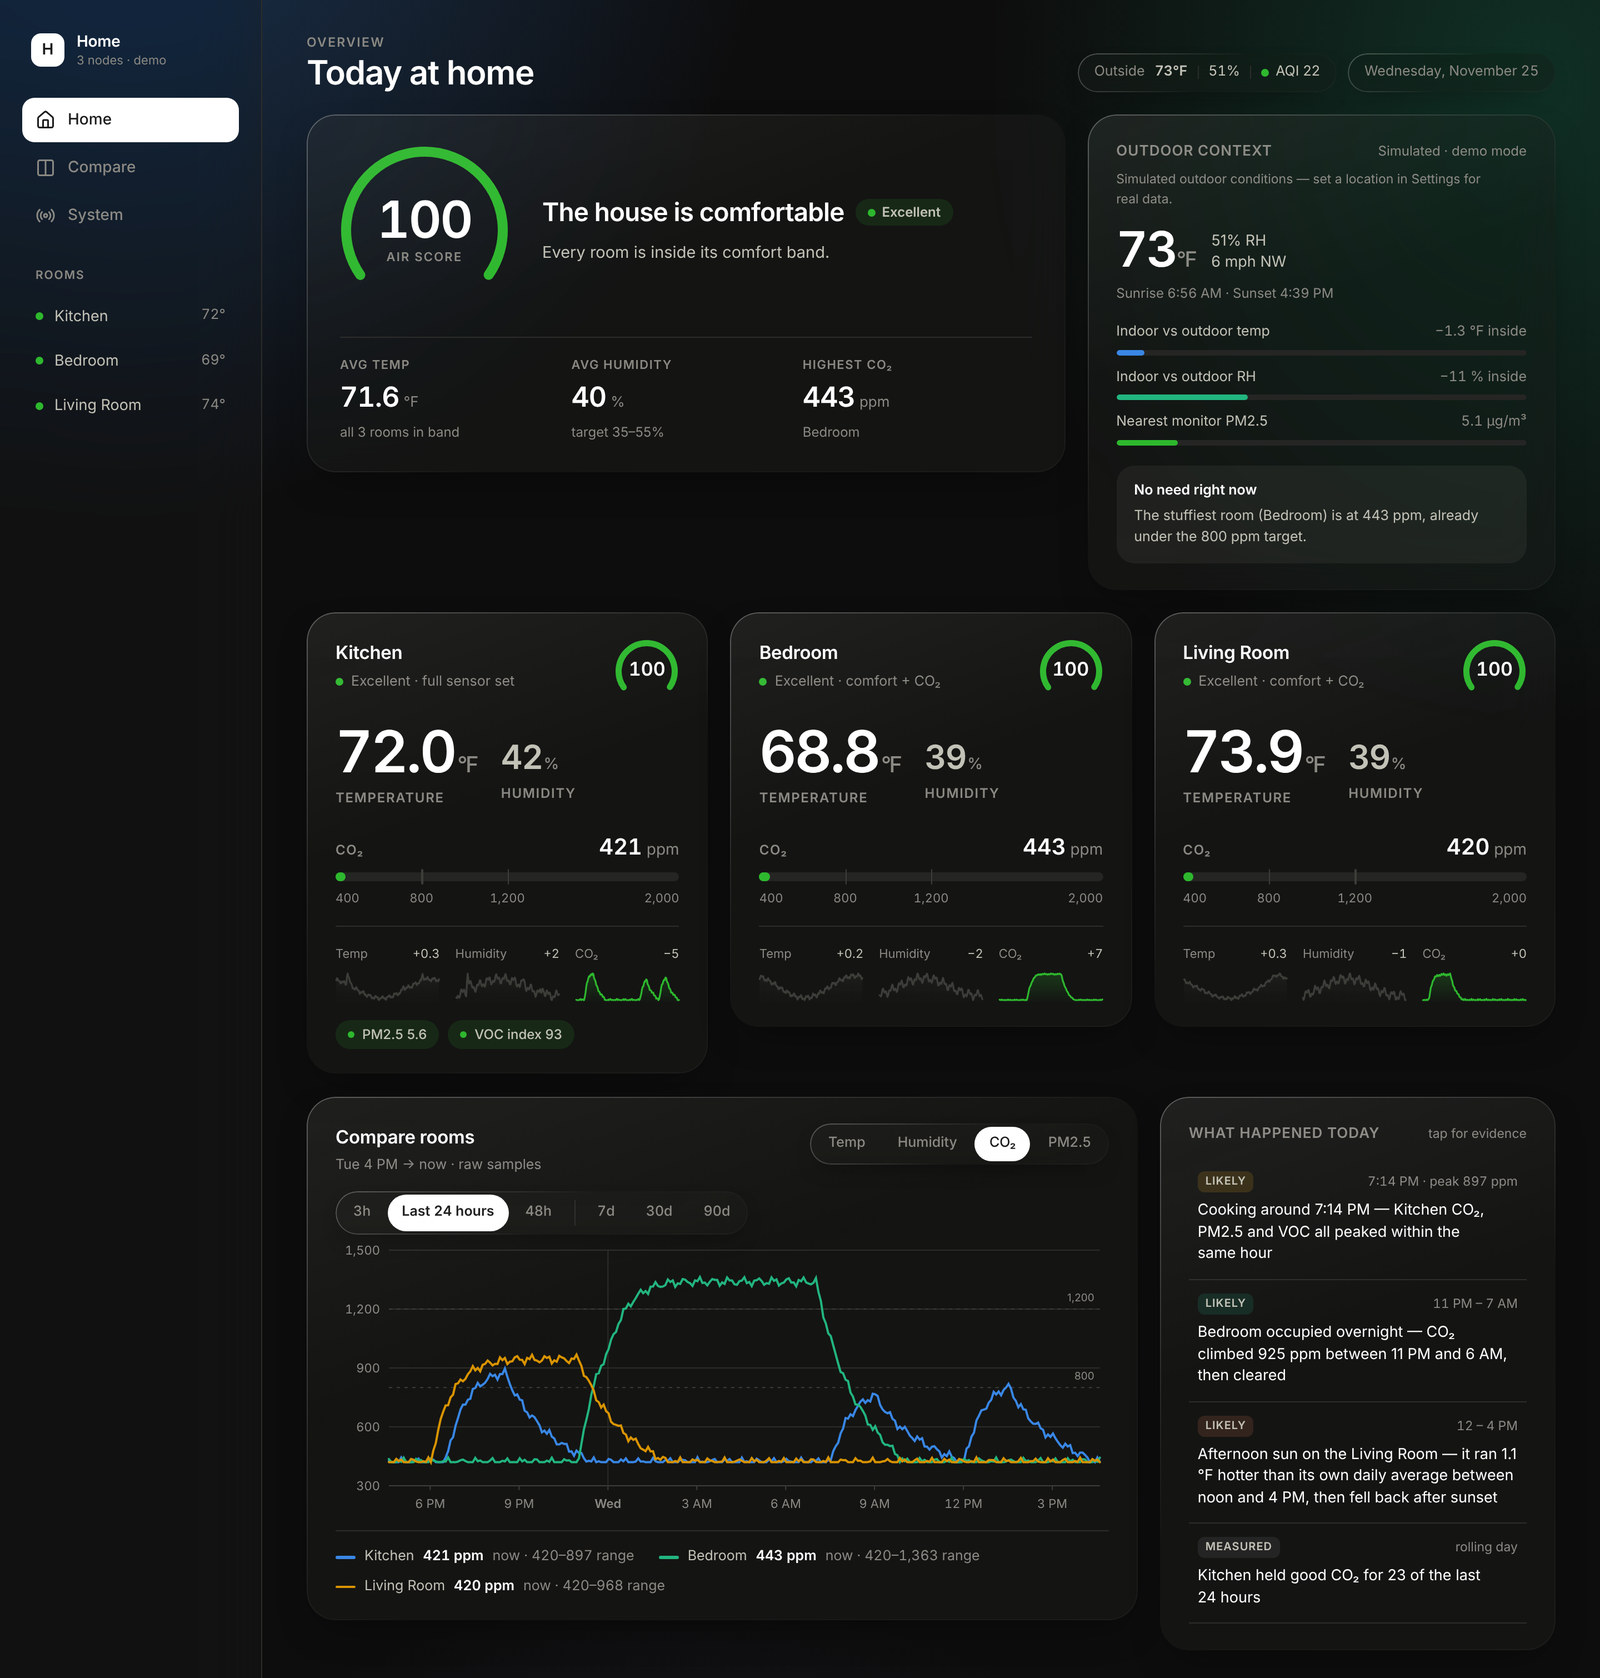 H
Home
3 nodes · demo
Home
Compare
System
ROOMS
Kitchen 72°
Bedroom 69°
Living Room 74°
OVERVIEW
Today at home
Outside 73°F 51% AQI 22
Wednesday, November 25
100
AIR SCORE
The house is comfortable Excellent
Every room is inside its comfort band.
AVG TEMP
71.6 °F
all 3 rooms in band
AVG HUMIDITY
40 %
target 35–55%
HIGHEST CO₂
443 ppm
Bedroom
OUTDOOR CONTEXT Simulated · demo mode
Simulated outdoor conditions — set a location in Settings for
real data.
73°F
51% RH
6 mph NW
Sunrise 6:56 AM · Sunset 4:39 PM
Indoor vs outdoor temp −1.3 °F inside
Indoor vs outdoor RH −11 % inside
Nearest monitor PM2.5 5.1 µg/m³
No need right now
The stuffiest room (Bedroom) is at 443 ppm, already
under the 800 ppm target.
Kitchen
Excellent · full sensor set
100
72.0°F 42%
TEMPERATURE HUMIDITY
CO₂ 421 ppm
400 800 1,200 2,000
Temp +0.3 Humidity +2 CO₂ −5
PM2.5 5.6 VOC index 93
Bedroom
Excellent · comfort + CO₂
100
68.8°F 39%
TEMPERATURE HUMIDITY
CO₂ 443 ppm
400 800 1,200 2,000
Temp +0.2 Humidity −2 CO₂ +7
Living Room
Excellent · comfort + CO₂
100
73.9°F 39%
TEMPERATURE HUMIDITY
CO₂ 420 ppm
400 800 1,200 2,000
Temp +0.3 Humidity −1 CO₂ +0
Compare rooms
Tue 4 PM → now · raw samples
Temp Humidity CO₂ PM2.5
3h Last 24 hours 48h 7d 30d 90d
1,500
1,200 1,200
900
800
600
300
6 PM 9 PM Wed 3 AM 6 AM 9 AM 12 PM 3 PM
Kitchen 421 ppm now · 420–897 range Bedroom 443 ppm now · 420–1,363 range
Living Room 420 ppm now · 420–968 range
WHAT HAPPENED TODAY tap for evidence
LIKELY 7:14 PM · peak 897 ppm
Cooking around 7:14 PM — Kitchen CO₂,
PM2.5 and VOC all peaked within the
same hour
LIKELY 11 PM – 7 AM
Bedroom occupied overnight — CO₂
climbed 925 ppm between 11 PM and 6 AM,
then cleared
LIKELY 12 – 4 PM
Afternoon sun on the Living Room — it ran 1.1
°F hotter than its own daily average between
noon and 4 PM, then fell back after sunset
MEASURED rolling day
Kitchen held good CO₂ for 23 of the last
24 hours